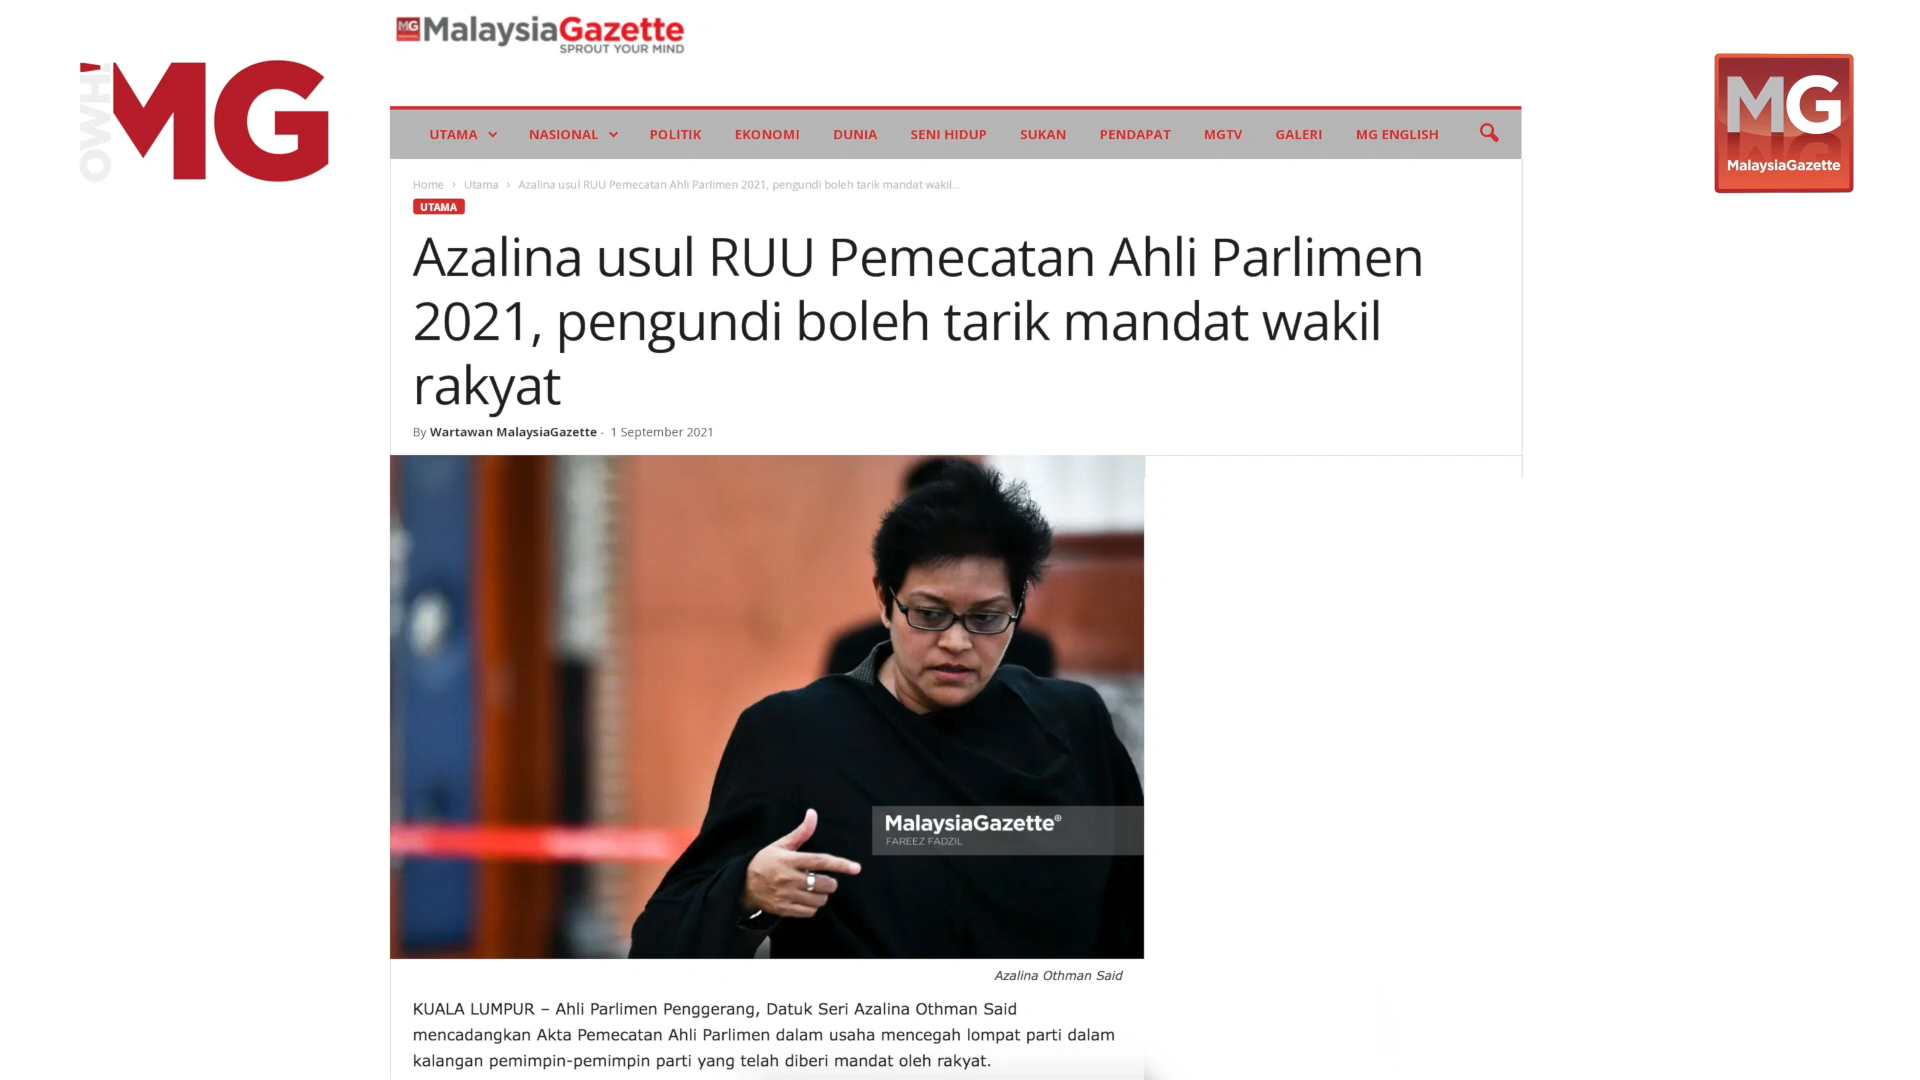 MG MalaysiaGazette
SPROUT YOUR MIND
OWH! MG
MG
MalaysiaGazette
UTAMA NASIONAL POLITIK EKONOMI DUNIA SENI HIDUP SUKAN PENDAPAT MGTV GALERI MG ENGLISH
Home › Utama › Azalina usul RUU Pemecatan Ahli Parlimen 2021, pengundi boleh tarik mandat wakil...
UTAMA
Azalina usul RUU Pemecatan Ahli Parlimen
2021, pengundi boleh tarik mandat wakil
rakyat
By Wartawan MalaysiaGazette - 1 September 2021
MalaysiaGazette®
FAREEZ FADZIL
Azalina Othman Said
KUALA LUMPUR – Ahli Parlimen Penggerang, Datuk Seri Azalina Othman Said
mencadangkan Akta Pemecatan Ahli Parlimen dalam usaha mencegah lompat parti dalam
kalangan pemimpin-pemimpin parti yang telah diberi mandat oleh rakyat.